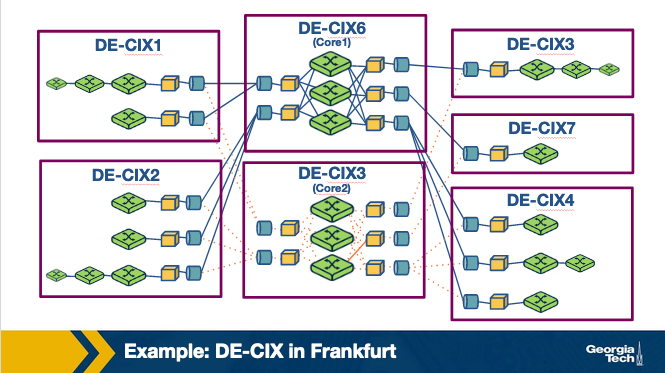 DE-CIX1
DE-CIX6
(Core1)
DE-CIX3
DE-CIX7
DE-CIX2
DE-CIX3
(Core2)
DE-CIX4
Example: DE-CIX in Frankfurt
Georgia
Tech